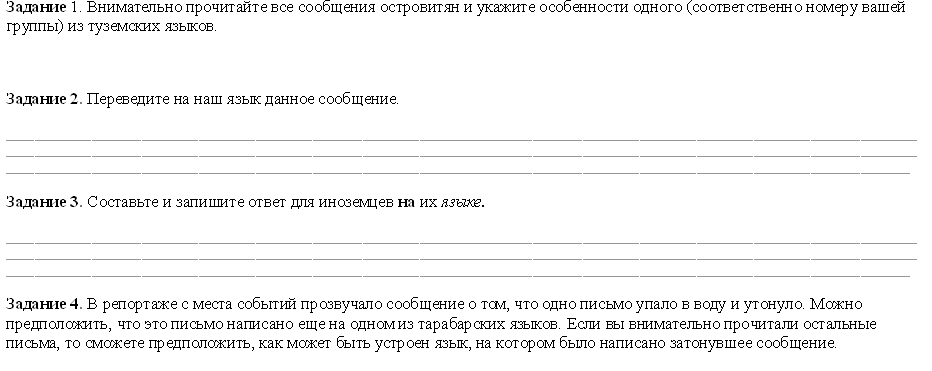 Задание 1. Внимательно прочитайте все сообщения островитян и укажите особенности одного (соответственно номеру вашей
группы) из туземских языков.
Задание 2. Переведите на наш язык данное сообщение.
Задание 3. Составьте и запишите ответ для иноземцев на их языке.
Задание 4. В репортаже с места событий прозвучало сообщение о том, что одно письмо упало в воду и утонуло. Можно
предположить, что это письмо написано еще на одном из тарабарских языков. Если вы внимательно прочитали остальные
письма, то сможете предположить, как может быть устроен язык, на котором было написано затонувшее сообщение.